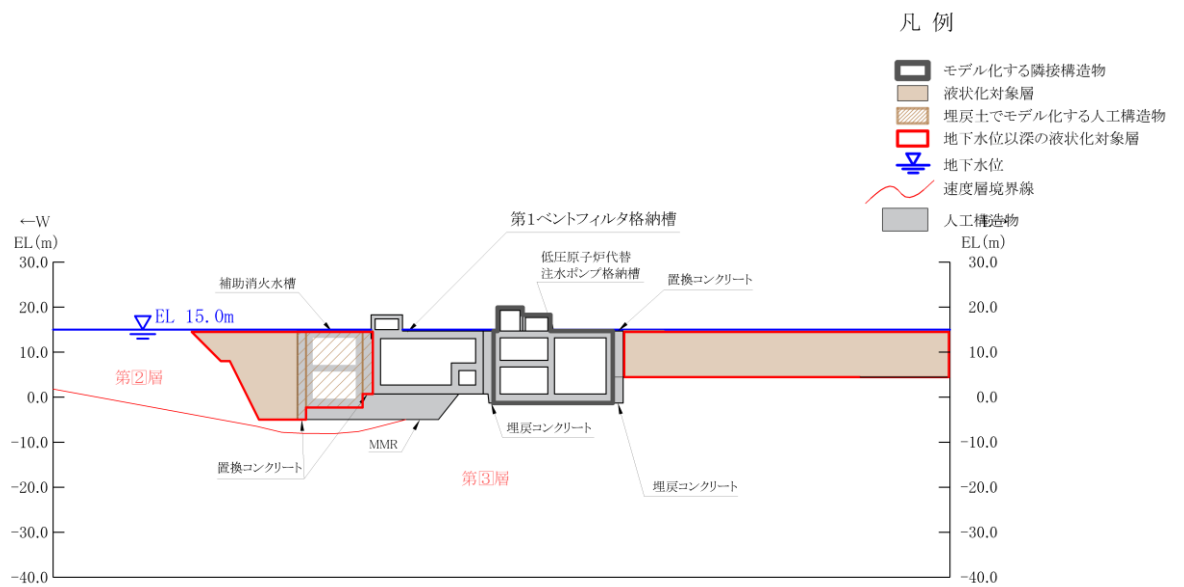 凡 例
モデル化する隣接構造物
液状化対象層
埋戻土でモデル化する人工構造物
地下水位以深の液状化対象層
地下水位
速度層境界線
人工構造物
←W
EL(m)
E→
EL(m)
第1ベントフィルタ格納槽
低圧原子炉代替
注水ポンプ格納槽
置換コンクリート
補助消火水槽
EL 15.0m
30.0
20.0
10.0
0.0
-10.0
-20.0
-30.0
-40.0
30.0
20.0
10.0
0.0
-10.0
-20.0
-30.0
-40.0
第②層
埋戻コンクリート
MMR
置換コンクリート
第③層
埋戻コンクリート